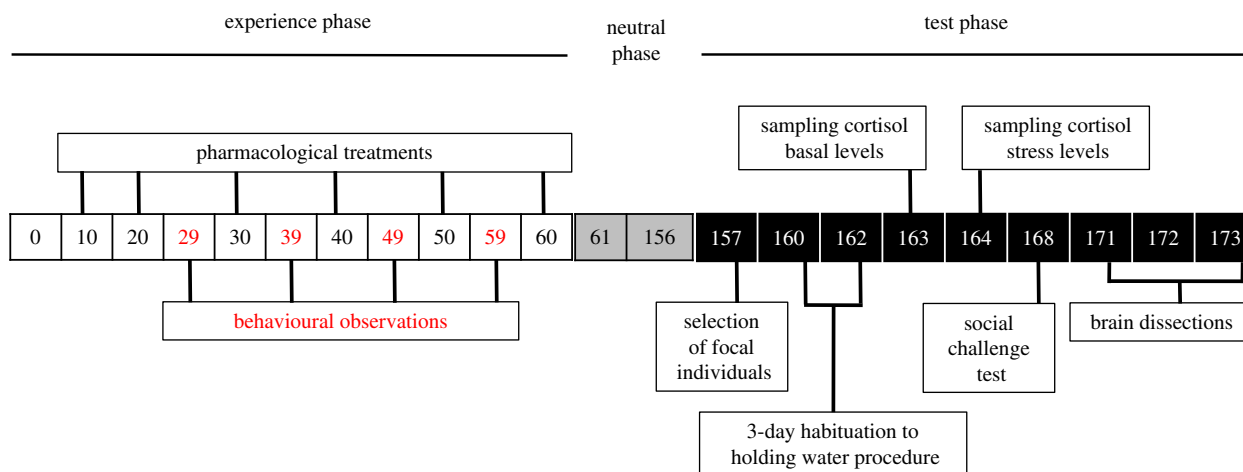 experience phase
neutral
phase
test phase
sampling cortisol
basal levels
sampling cortisol
stress levels
pharmacological treatments
0 10 20 29 30 39 40 49 50 59 60 61 156 157 160 162 163 164 168 171 172 173
behavioural observations
selection
of focal
individuals
social
challenge
test
brain dissections
3-day habituation to
holding water procedure